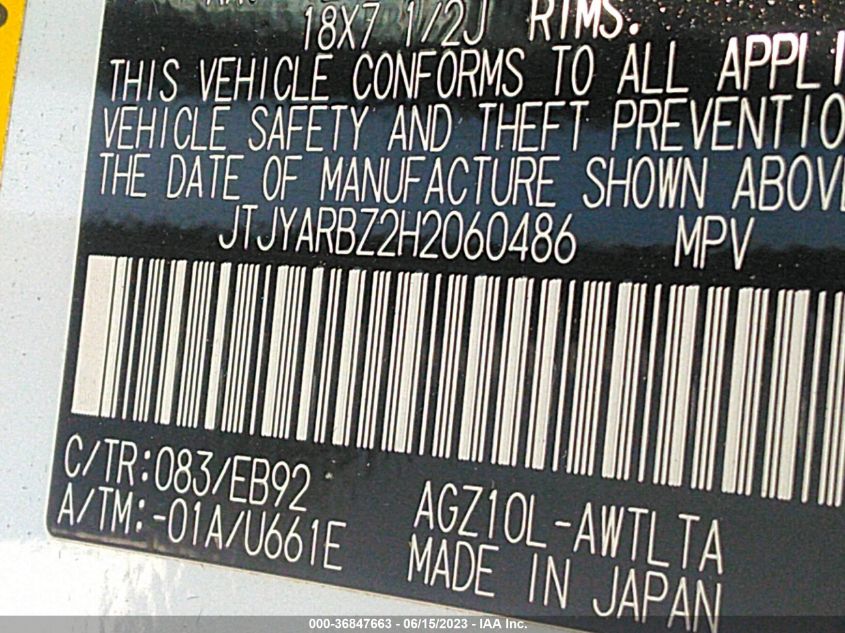 18X7 1/2J RIMS.
THIS VEHICLE CONFORMS TO ALL APPLI
VEHICLE SAFETY AND THEFT PREVENTIO
THE DATE OF MANUFACTURE SHOWN ABOVE
JTJYARBZ2H2060486 MPV
C/TR:083/EB92
A/TM:-01A/U661E
AGZ10L-AWTLTA
MADE IN JAPAN
000-36847663 - 06/15/2023 - IAA Inc.